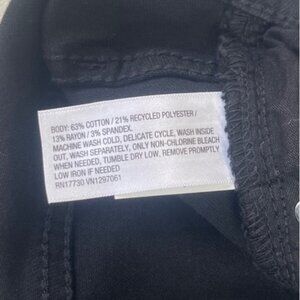 BODY: 63% COTTON / 21% RECYCLED POLYESTER /
13% RAYON / 3% SPANDEX.
MACHINE WASH COLD, DELICATE CYCLE, WASH INSIDE
OUT, WASH SEPARATELY, ONLY NON-CHLORINE BLEACH
WHEN NEEDED, TUMBLE DRY LOW, REMOVE PROMPTLY
LOW IRON IF NEEDED
RN17730 VN1297061